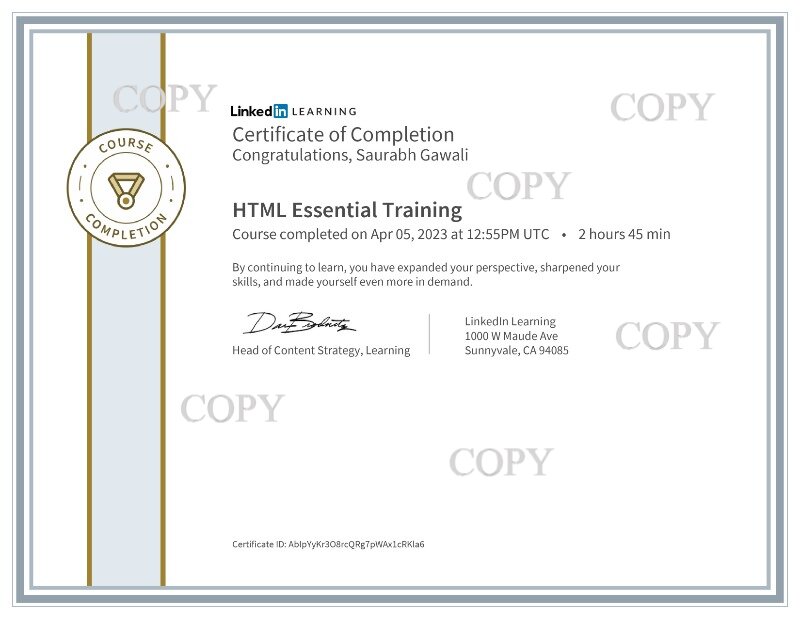 COPY
COPY
LinkedIn LEARNING
Certificate of Completion
Congratulations, Saurabh Gawali
COURSE
COMPLETION
COPY
HTML Essential Training
Course completed on Apr 05, 2023 at 12:55PM UTC • 2 hours 45 min
By continuing to learn, you have expanded your perspective, sharpened your
skills, and made yourself even more in demand.
Head of Content Strategy, Learning
LinkedIn Learning
1000 W Maude Ave
Sunnyvale, CA 94085
COPY
COPY
COPY
Certificate ID: AbIpYyKr3O8rcQRg7pWAx1cRKla6